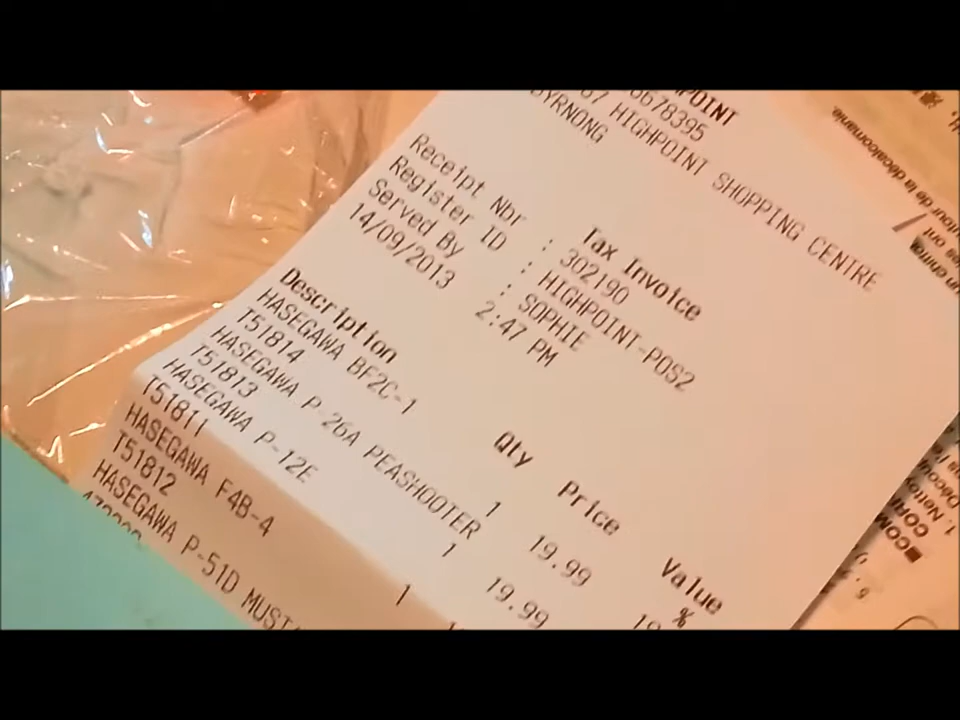 HIGHPOINT SHOPPING CENTRE
Tax Invoice
Receipt Nbr : 302190
Register ID : HIGHPOINT-POS2
Served By : SOPHIE
14/09/2013 2:47 PM
Description Qty Price Value
%
HASEGAWA BF2C-1
T51814 1 19.99
HASEGAWA P-26A PEASHOOTER
T51813 1 19.99
HASEGAWA P-12E
T51811 1
HASEGAWA F4B-4
T51812
HASEGAWA P-51D